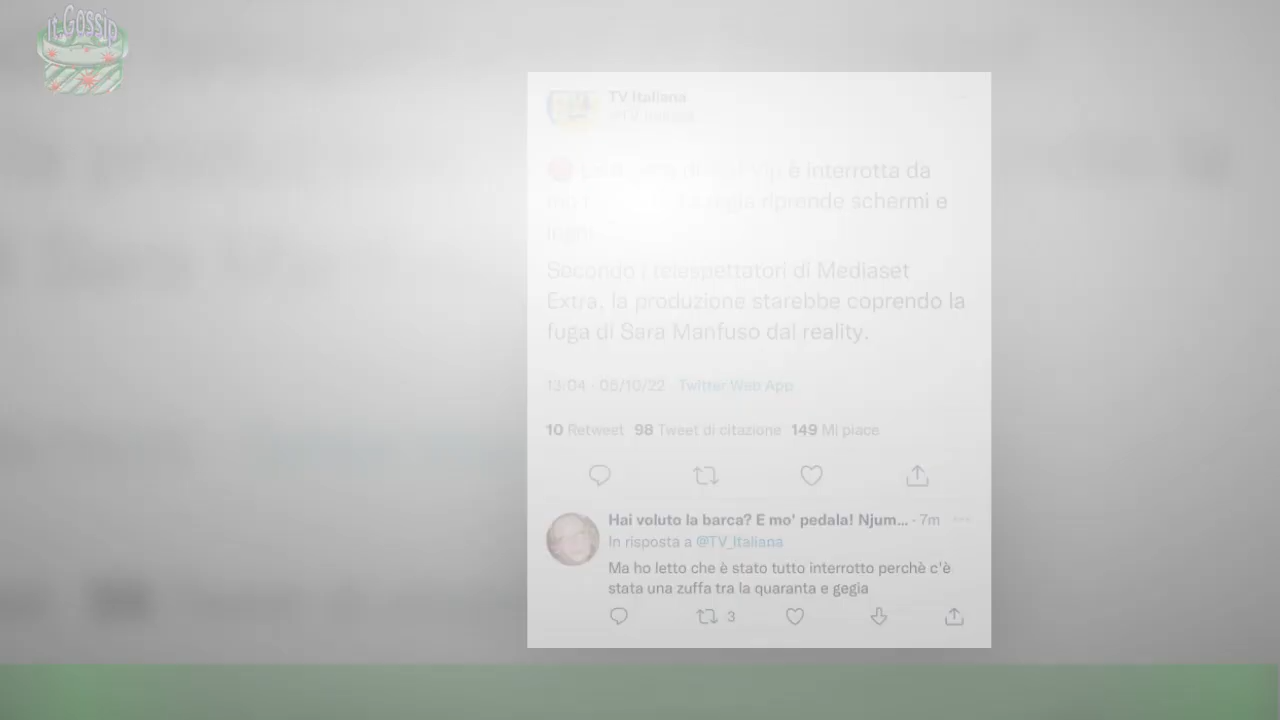 It.Gossip
TV Italiana
è interrotta da
riprende schermi e
Secondo i telespettatori di Mediaset
Extra, la produzione starebbe coprendo la
fuga di Sara Manfuso dal reality.
13:04 · 05/10/22 · Twitter Web App
10 Retweet 98 Tweet di citazione 149 Mi piace
Hai voluto la barca? E mo' pedala! Njum... · 7m
In risposta a @TV_Italiana
Ma ho letto che è stato tutto interrotto perchè c'è
stata una zuffa tra la quaranta e gegia
3